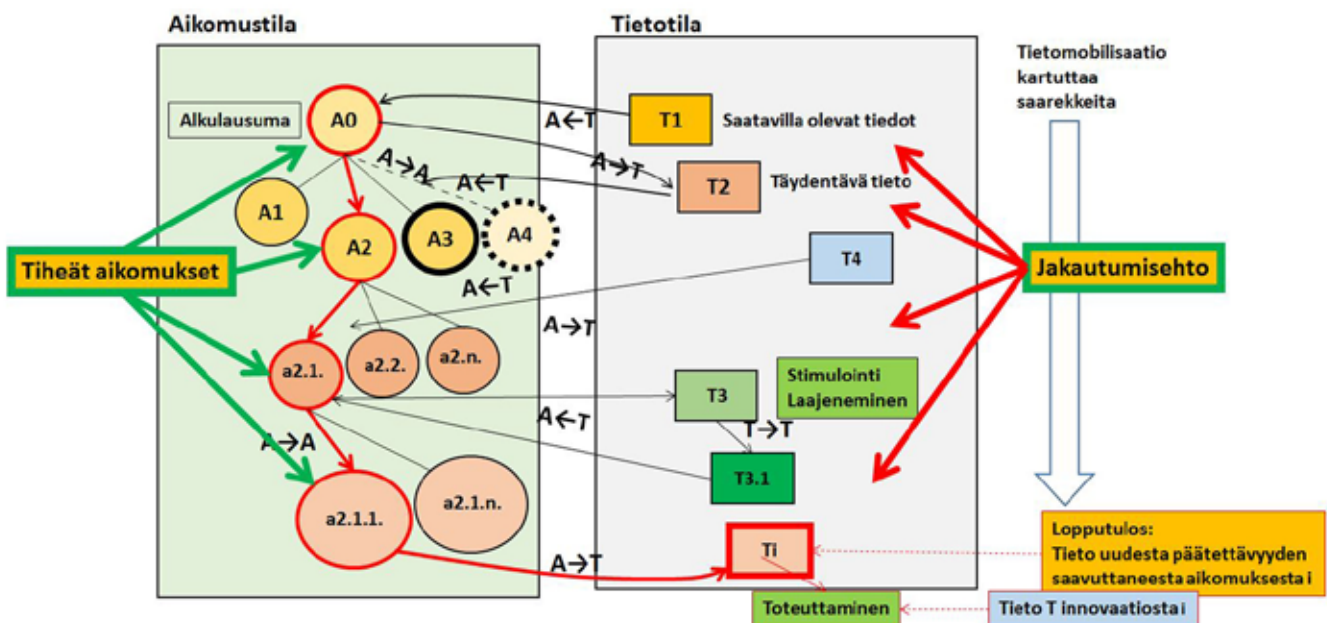 Aikomustila
Tietotila
Tietomobilisaatio
kartuttaa
saarekkeita
Alkulausuma
A0
A←T
T1
Saatavilla olevat tiedot
A→A
A←T
A→T
T2
Täydentävä tieto
A1
A2
A3
A4
A←T
T4
Tiheät aikomukset
Jakautumisehto
A→T
a2.1.
a2.2.
a2.n.
Stimulointi
Laajeneminen
T3
A←T
T→T
A→A
T3.1
a2.1.1.
a2.1.n.
A→T
Ti
Lopputulos:
Tieto uudesta päätettävyyden
saavuttaneesta aikomuksesta i
Toteuttaminen
Tieto T innovaatiosta i